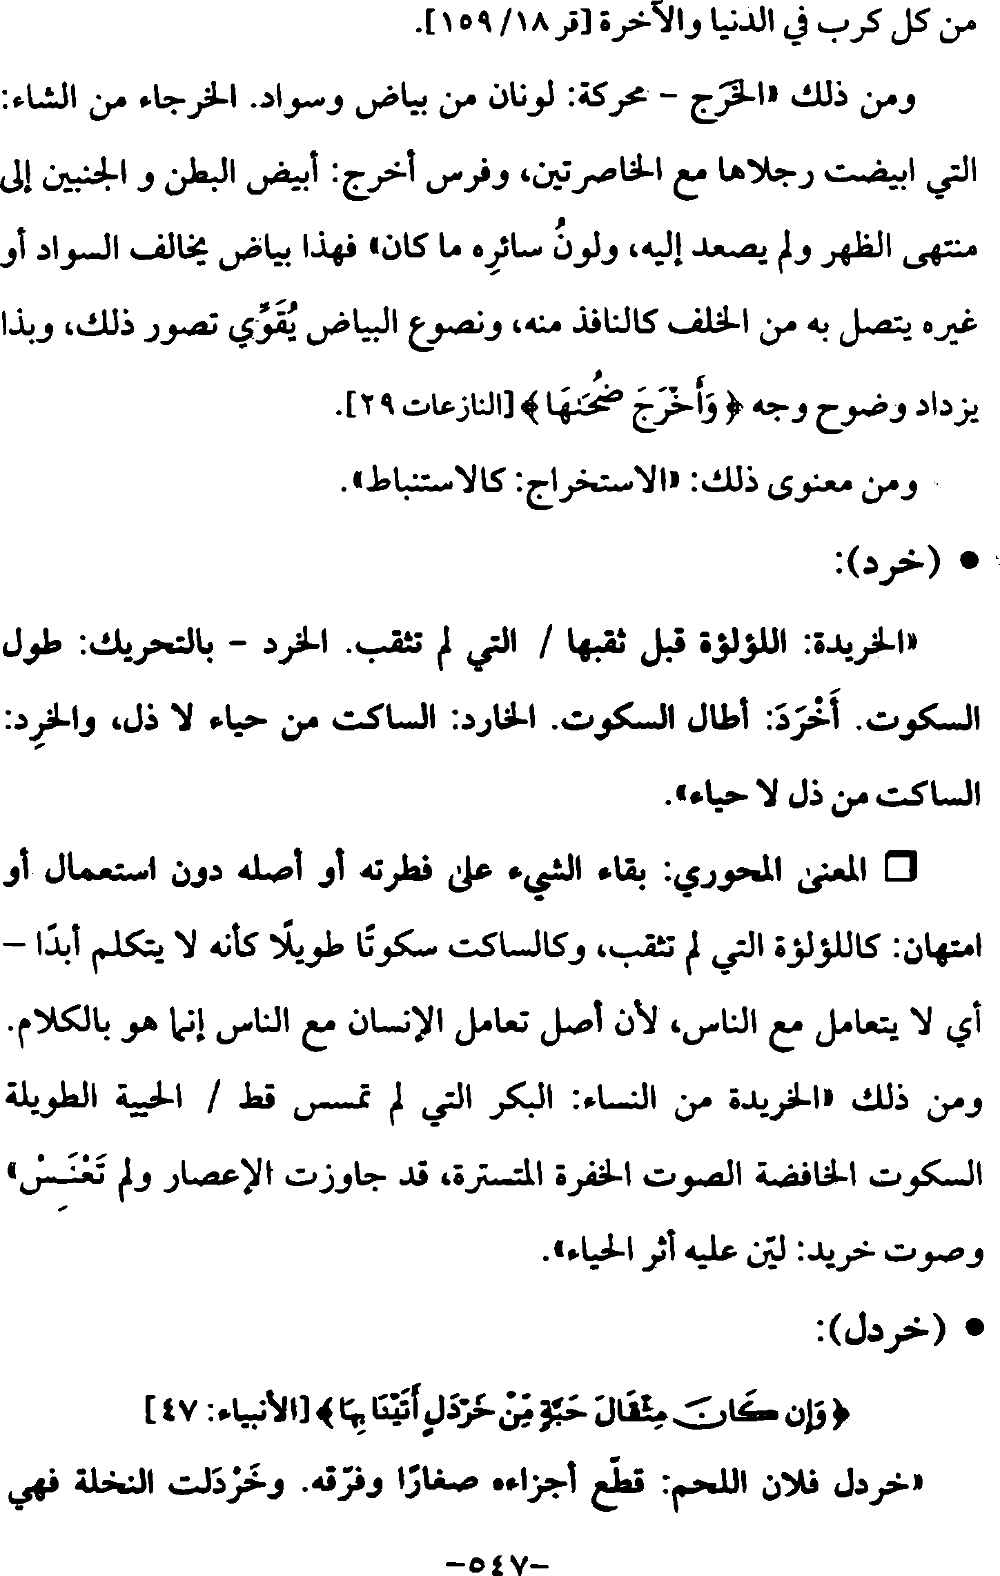 من كل كرب في الدنيا والآخرة [قر ١٨/ ١٥٩].
ومن ذلك «الخَرَج – محركة: لونان من بياض وسواد. الخرجاء من الشاء:
التي ابيضت رجلاها مع الخاصرتين، وفرس أخرج: أبيض البطن و الجنبين إلى
منتهى الظهر ولم يصعد إليه، ولونُ سائرِه ما كان» فهذا بياض يخالف السواد أو
غيره يتصل به من الخلف كالنافذ منه، ونصوع البياض يُقَوِّي تصور ذلك، وبذا
يزداد وضوح وجه ﴿ وَأَخْرَجَ ضُحَىٰهَا ﴾ [النازعات ٢٩].
ومن معنوى ذلك: «الاستخراج: كالاستنباط».
● (خرد):
«الخريدة: اللؤلؤة قبل ثقبها / التي لم تثقب. الخرد – بالتحريك: طول
السكوت. أَخْرَدَ: أطال السكوت. الخارد: الساكت من حياء لا ذل، والخرِد:
الساكت من ذل لا حياء».
❏ المعنىٰ المحوري: بقاء الشيء علىٰ فطرته أو أصله دون استعمال أو
امتهان: كاللؤلؤة التي لم تثقب، وكالساكت سكوتًا طويلًا كأنه لا يتكلم أبدًا –
أي لا يتعامل مع الناس، لأن أصل تعامل الإنسان مع الناس إنما هو بالكلام.
ومن ذلك «الخريدة من النساء: البكر التي لم تمسس قط / الحيية الطويلة
السكوت الخافضة الصوت الخفرة المتسترة، قد جاوزت الإعصار ولم تَعْنَـِسْ»
وصوت خريد: ليّن عليه أثر الحياء».
● (خردل):
﴿ وَإِن كَانَ مِثْقَالَ حَبَّةٍ مِّنْ خَرْدَلٍ أَتَيْنَا بِهَا ﴾ [الأنبياء: ٤٧]
«خردل فلان اللحم: قطّع أجزاءه صغارًا وفرّقه. وخَرْدَلت النخلة فهي
-٥٤٧-